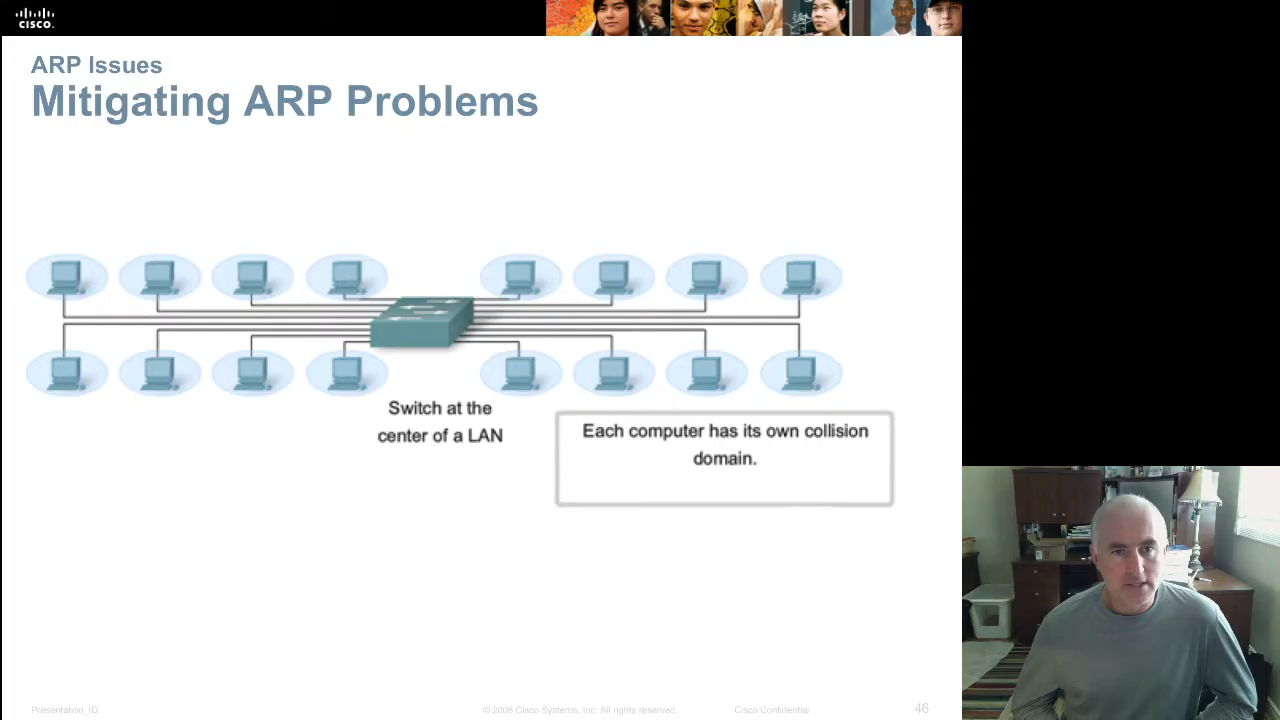 CISCO
ARP Issues
Mitigating ARP Problems
Switch at the
center of a LAN
Each computer has its own collision
domain.
Presentation_ID
© 2008 Cisco Systems, Inc. All rights reserved.
Cisco Confidential
46